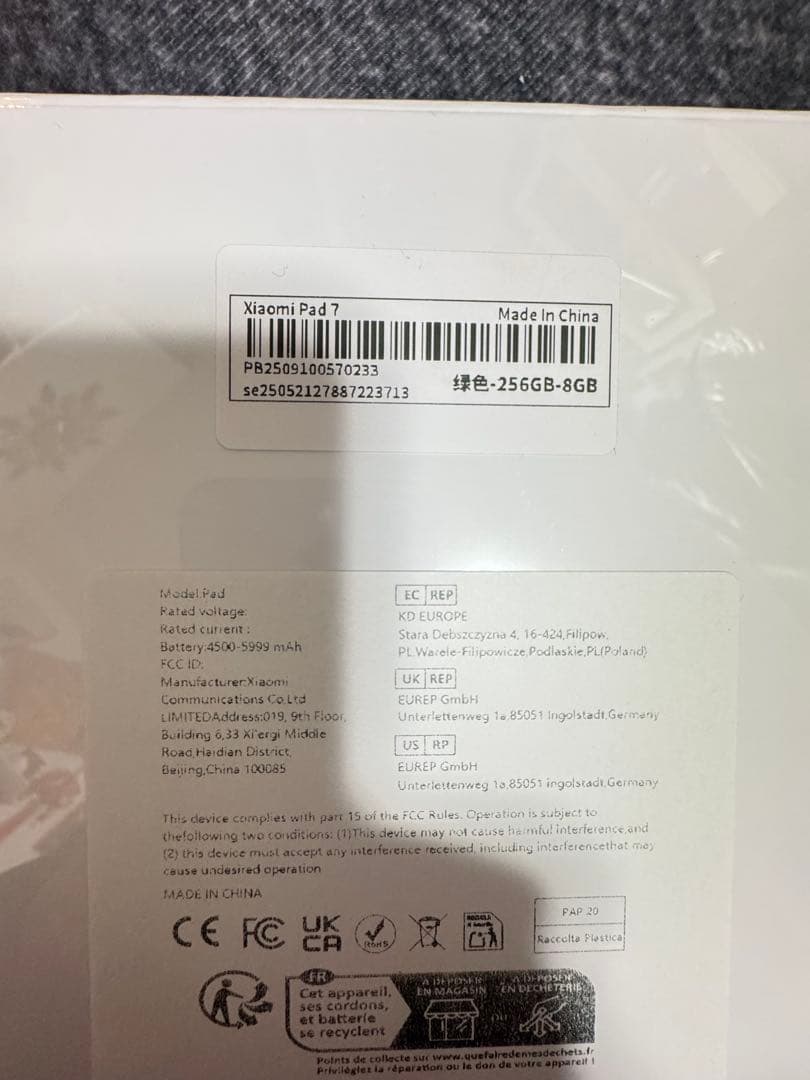 Xiaomi Pad 7
Made In China
PB2509100570233
se25052127887223713
绿色-256GB-8GB
Model:Pad
Rated voltage:
Rated current :
Battery:4500-5999 mAh
FCC ID:
Manufacturer:Xiaomi
Communications Co.Ltd
LIMITEDAddress:019, 9th Floor,
Building 6,33 Xi'ergi Middle
Road,Haidian District,
Beijing,China 100085
EC REP
KD EUROPE
Stara Debszczyzna 4, 16-424,Filipow,
PL.Warele-Filipowicze,Podlaskie,PL(Poland)
UK REP
EUREP GmbH
Unterlettenweg 1a,85051 Ingolstadt,Germany
US RP
EUREP GmbH
Unterlettenweg 1a,85051 ingolstadt,Germany
This device complies with part 15 of the FCC Rules. Operation is subject to
thefollowing two conditions: (1)This device may not cause harmful interference,and
(2) this device must accept any interference received, including interferencethat may
cause undesired operation
MADE IN CHINA
CE FC UK CA RoHS
PAP 20
Raccolta Plastica
FR
Cet appareil,
ses cordons,
et batterie
se recyclent
À DÉPOSER
EN MAGASIN
OU
À DÉPOSER
EN DÉCHÈTERIE
Points de collecte sur www.quefairedemesdechets.fr
Privilégiez la réparation ou le don de votre appareil !